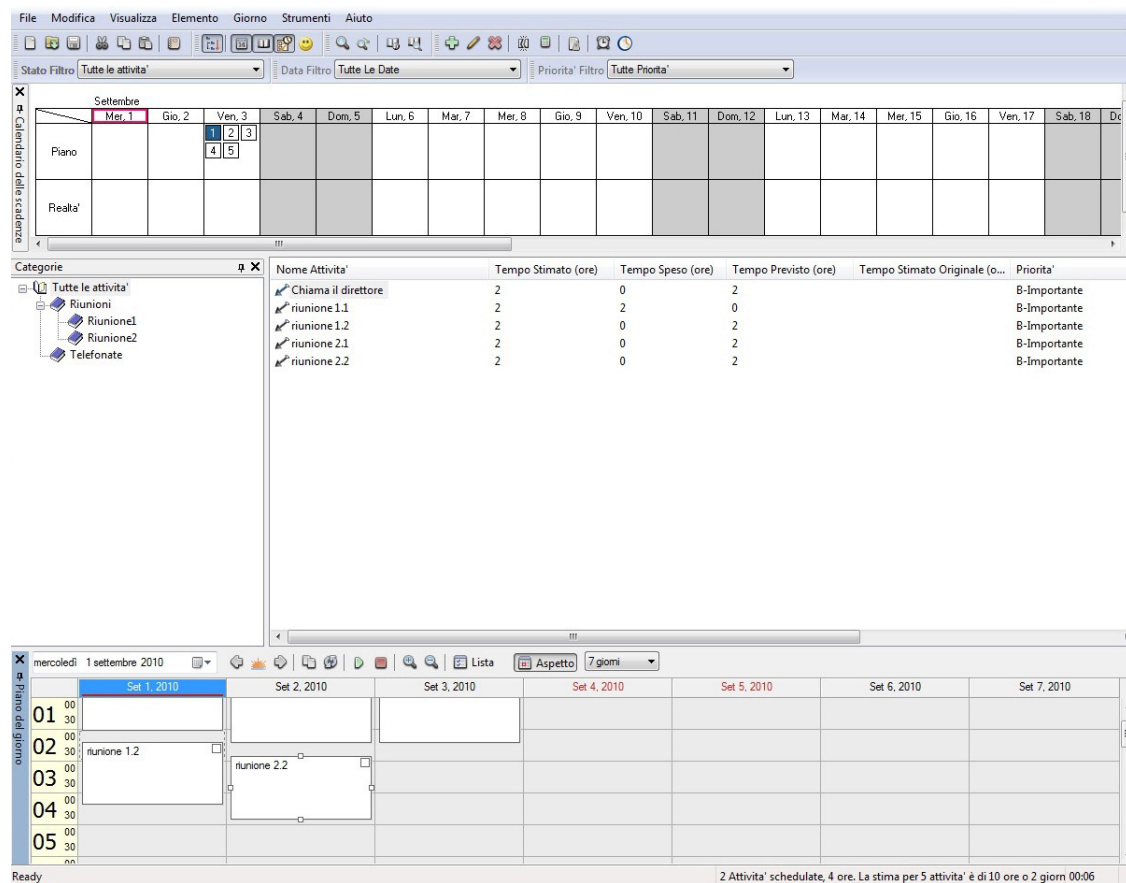 File Modifica Visualizza Elemento Giorno Strumenti Aiuto
Stato Filtro Tutte le attivita' Data Filtro Tutte Le Date Priorita' Filtro Tutte Priorita'
Calendario delle scadenze
Settembre
Mer, 1 Gio, 2 Ven, 3 Sab, 4 Dom, 5 Lun, 6 Mar, 7 Mer, 8 Gio, 9 Ven, 10 Sab, 11 Dom, 12 Lun, 13 Mar, 14 Mer, 15 Gio, 16 Ven, 17 Sab, 18 Do
Piano 1 2 3
4 5
Realta'
Categorie
Tutte le attivita'
Riunioni
Riunione1
Riunione2
Telefonate
Nome Attivita' Tempo Stimato (ore) Tempo Speso (ore) Tempo Previsto (ore) Tempo Stimato Originale (o... Priorita'
Chiama il direttore 2 0 2 B-Importante
riunione 1.1 2 2 0 B-Importante
riunione 1.2 2 0 2 B-Importante
riunione 2.1 2 0 2 B-Importante
riunione 2.2 2 0 2 B-Importante
Piano del giorno
mercoledì 1 settembre 2010 Lista Aspetto 7 giorni
Set 1, 2010 Set 2, 2010 Set 3, 2010 Set 4, 2010 Set 5, 2010 Set 6, 2010 Set 7, 2010
01 00
30
02 00
30 riunione 1.2
03 00 riunione 2.2
30
04 00
30
05 00
30
00
Ready 2 Attivita' schedulate, 4 ore. La stima per 5 attivita' è di 10 ore o 2 giorn 00:06